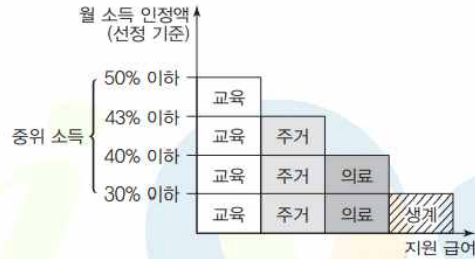 월 소득 인정액
(선정 기준)
중위 소득
50% 이하
교육
43% 이하
교육 주거
40% 이하
교육 주거 의료
30% 이하
교육 주거 의료 생계
지원 급여